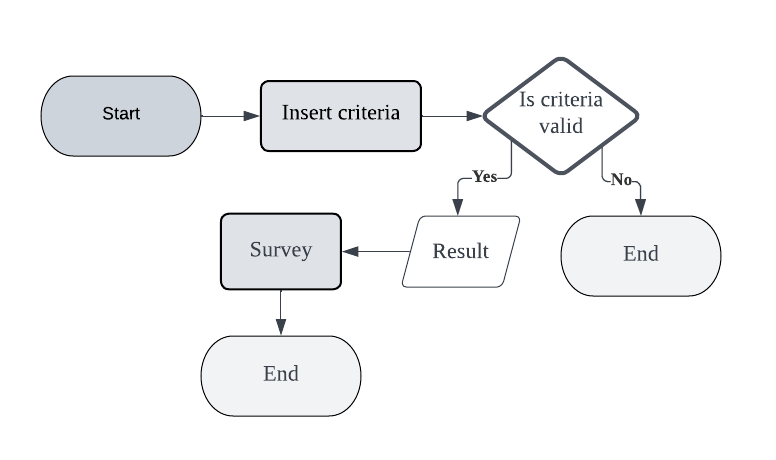 Start
Insert criteria
Is criteria
valid
Yes
No
Survey
Result
End
End